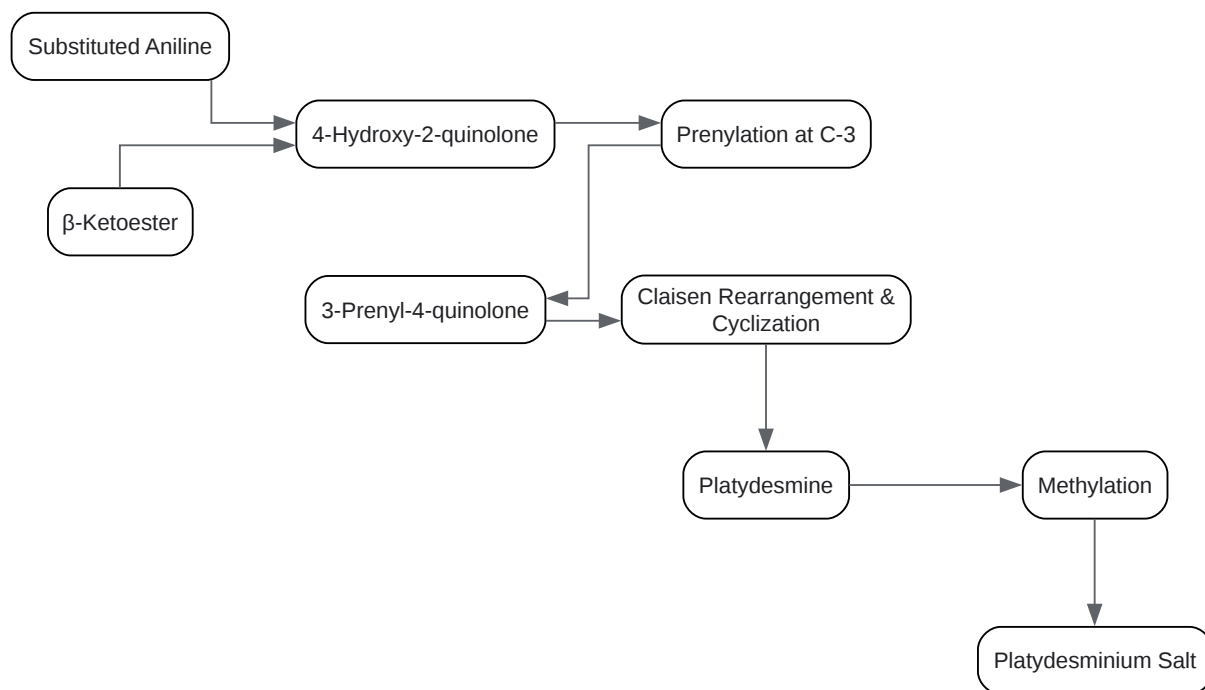 Substituted Aniline
4-Hydroxy-2-quinolone
Prenylation at C-3
β-Ketoester
3-Prenyl-4-quinolone
Claisen Rearrangement &
Cyclization
Platydesmine
Methylation
Platydesminium Salt